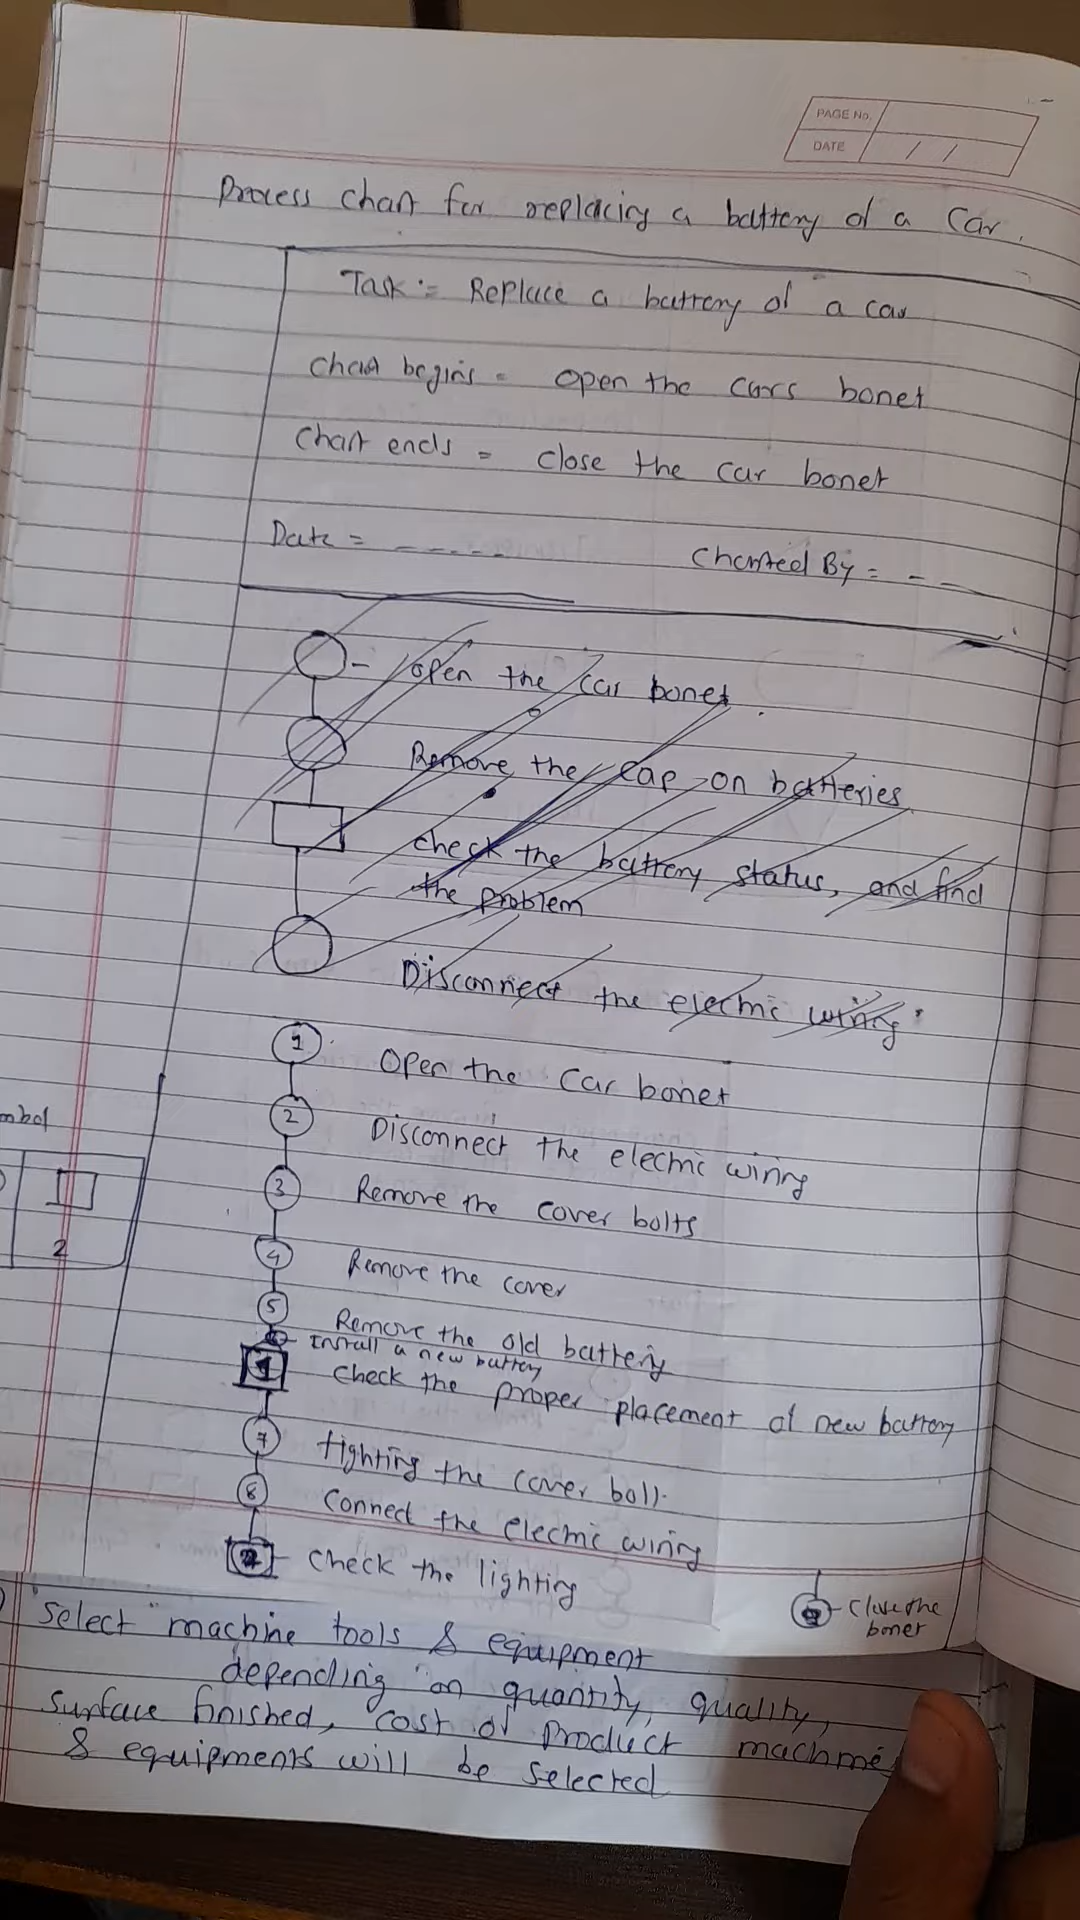 PAGE No.
DATE / /
Process chart for replacing a battery of a car.
Task:= Replace a battery of a car
Chart begins = open the cars bonet
Chart ends = close the car bonet
Date = ----- Charted By = --
open the car bonet.
Remove the cap on batteries
check the battery status, and find
the problem
Disconnect the electric wiring
1 Open the car bonet
2 Disconnect the electric wiring
3 Remove the cover bolts
4 Remove the cover
5 Remove the old battery
Install a new battery
1 check the proper placement of new battery
7 tighting the cover bolt.
8 connect the electric wiring
2 check the lighting
9 - Close the
bonet
mbol
2
"Select" machine tools & equipment
depending on quantity, quality,
surface finished, cost of product machine
& equipments will be selected